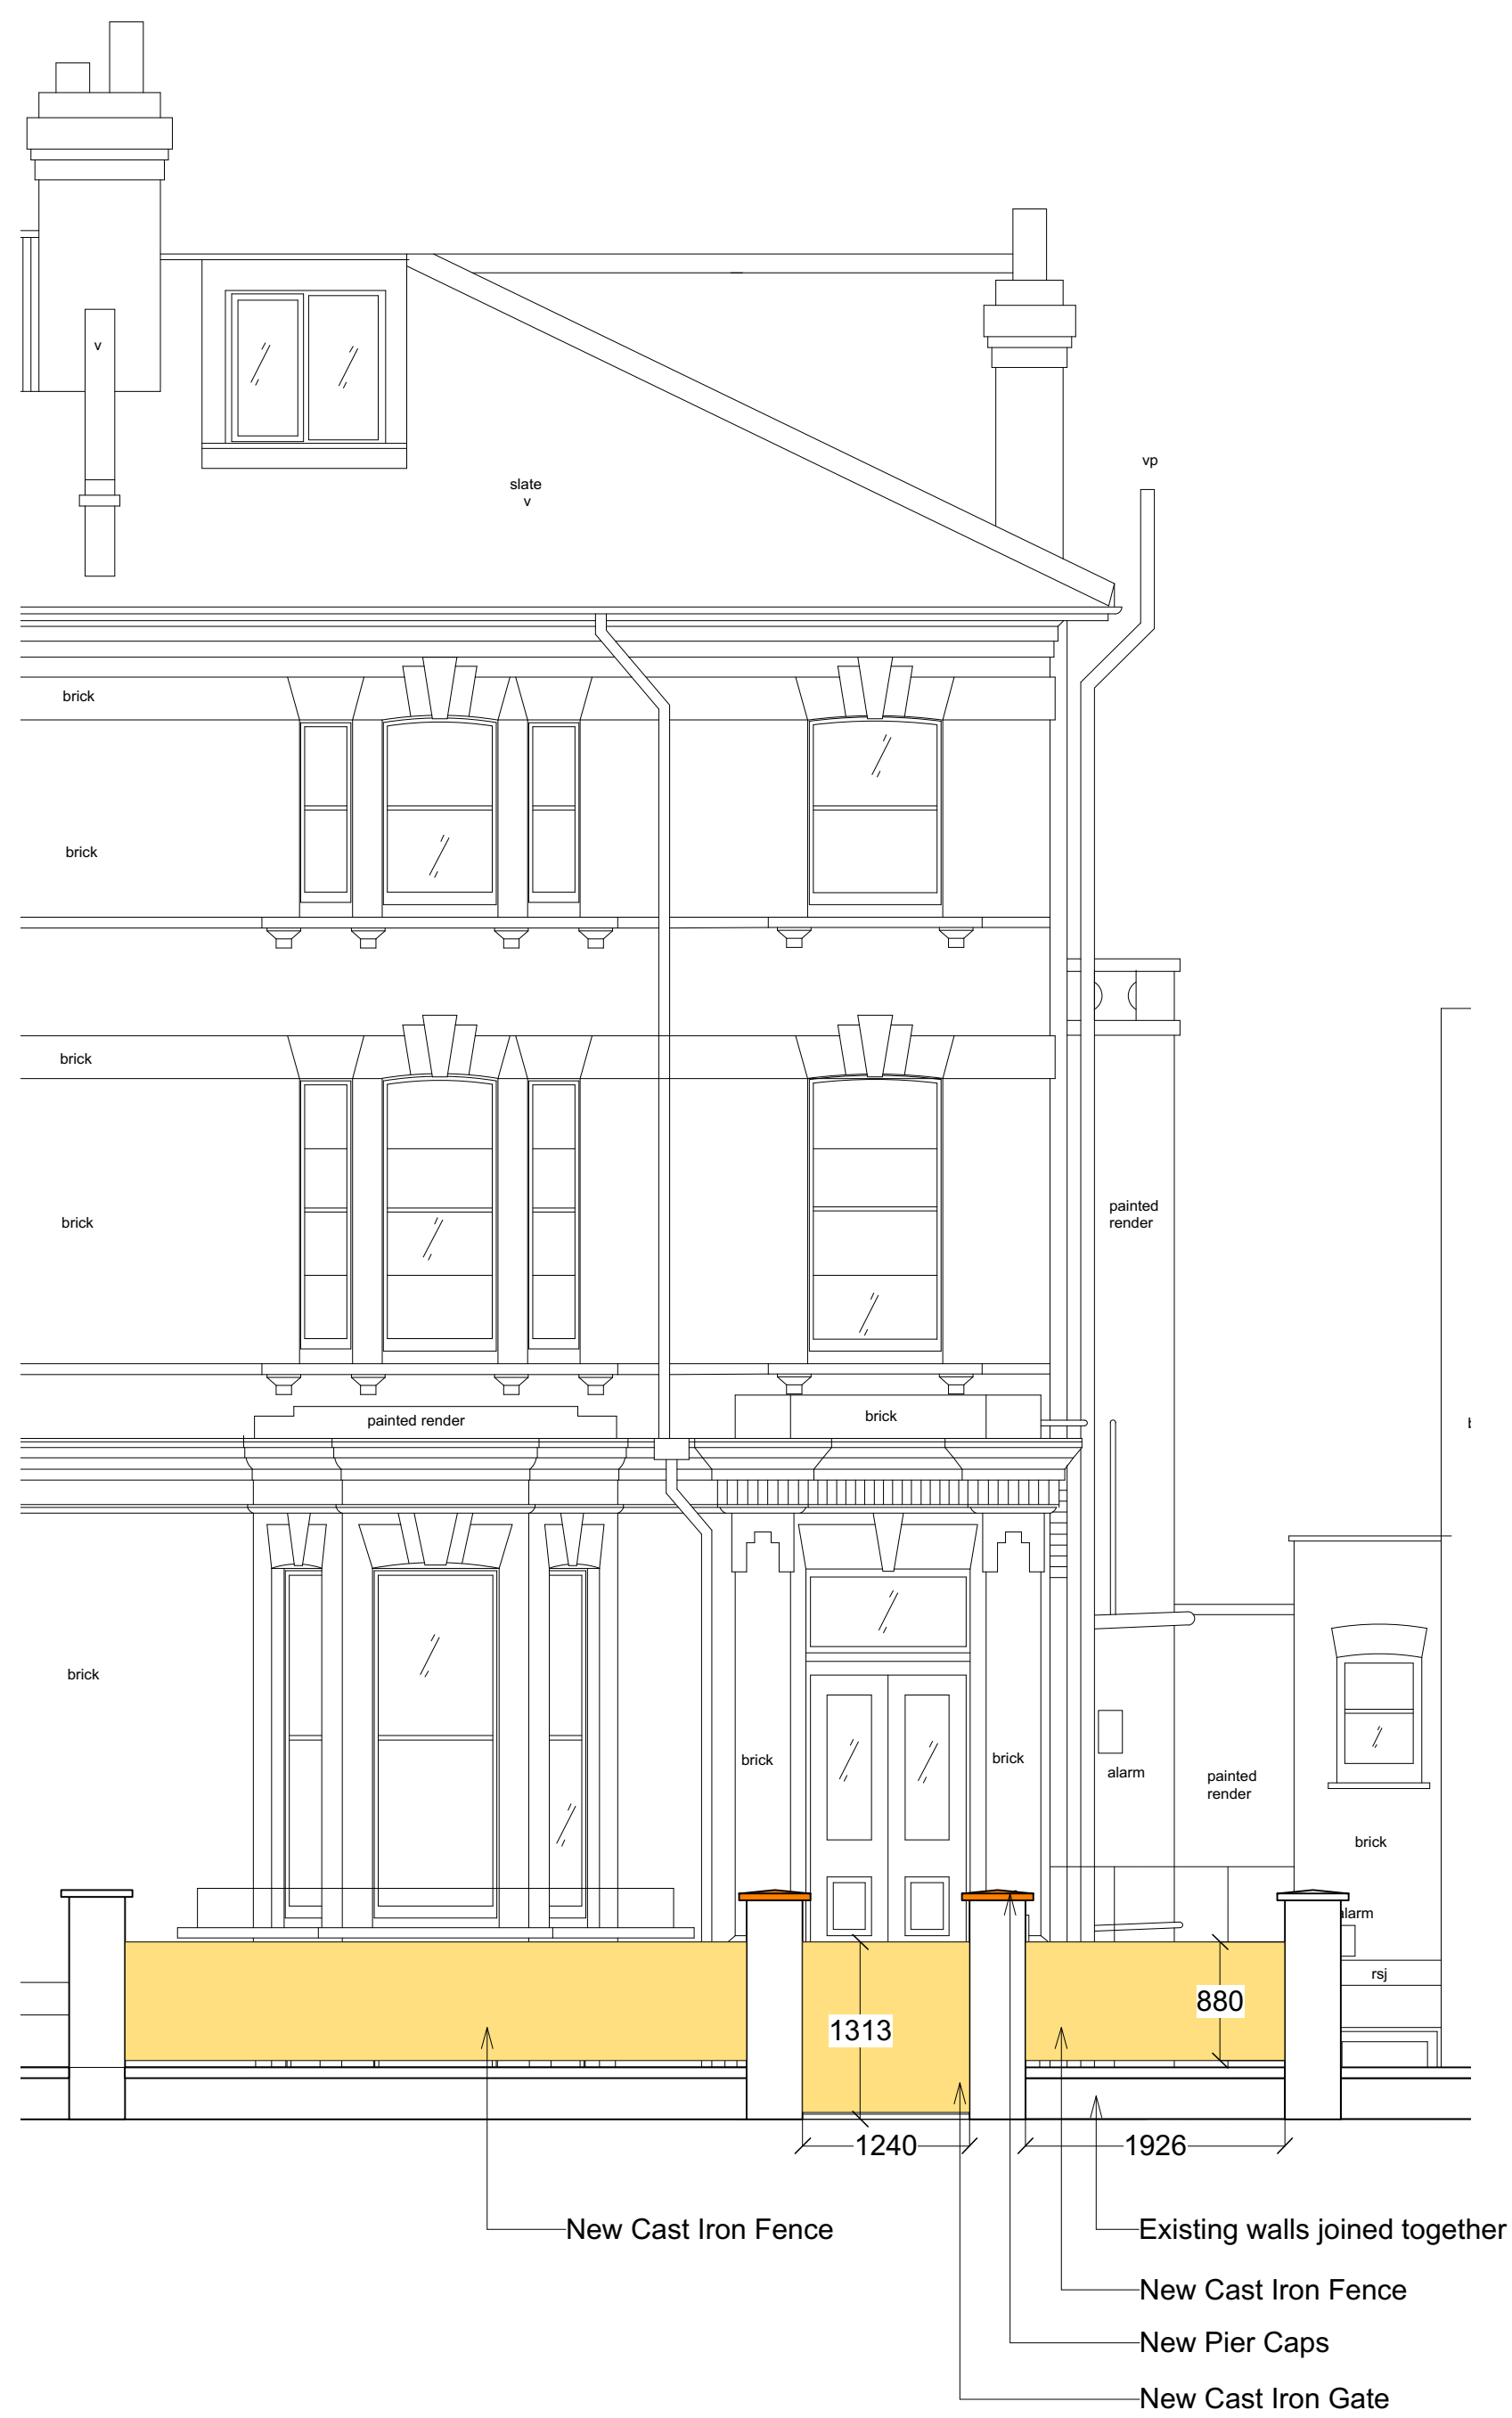 v
vp
slate
v
brick
brick
brick
brick
painted
render
painted render
brick
brick
brick
brick
alarm
painted
render
brick
rsj
1313
880
1240
1926
New Cast Iron Fence
Existing walls joined together
New Cast Iron Fence
New Pier Caps
New Cast Iron Gate